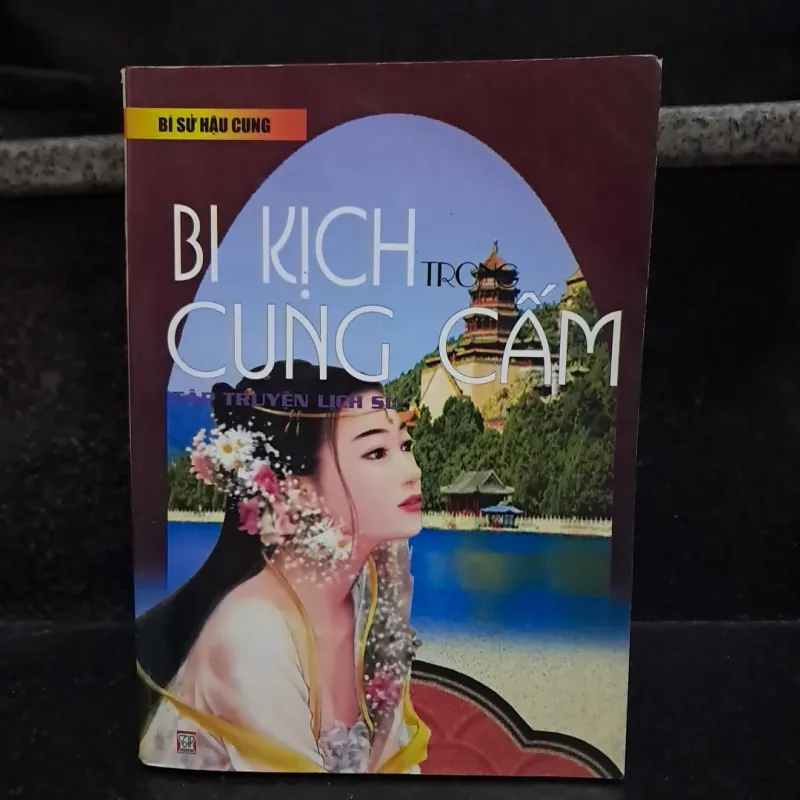 BÍ SỬ HẬU CUNG
BI KỊCH TRONG
CUNG CẤM
TẬP TRUYỆN LỊCH SỬ